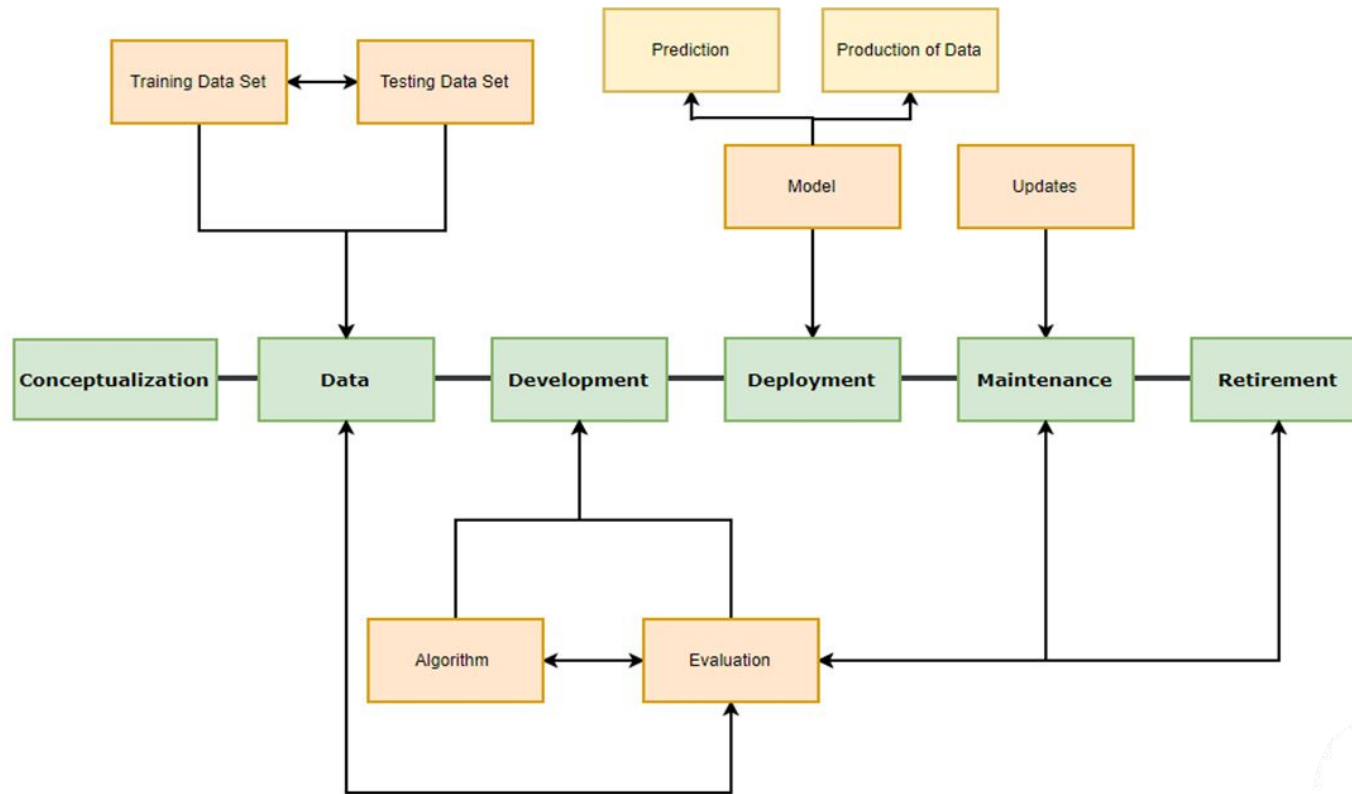 Prediction
Production of Data
Training Data Set
Testing Data Set
Model
Updates
Conceptualization
Data
Development
Deployment
Maintenance
Retirement
Algorithm
Evaluation